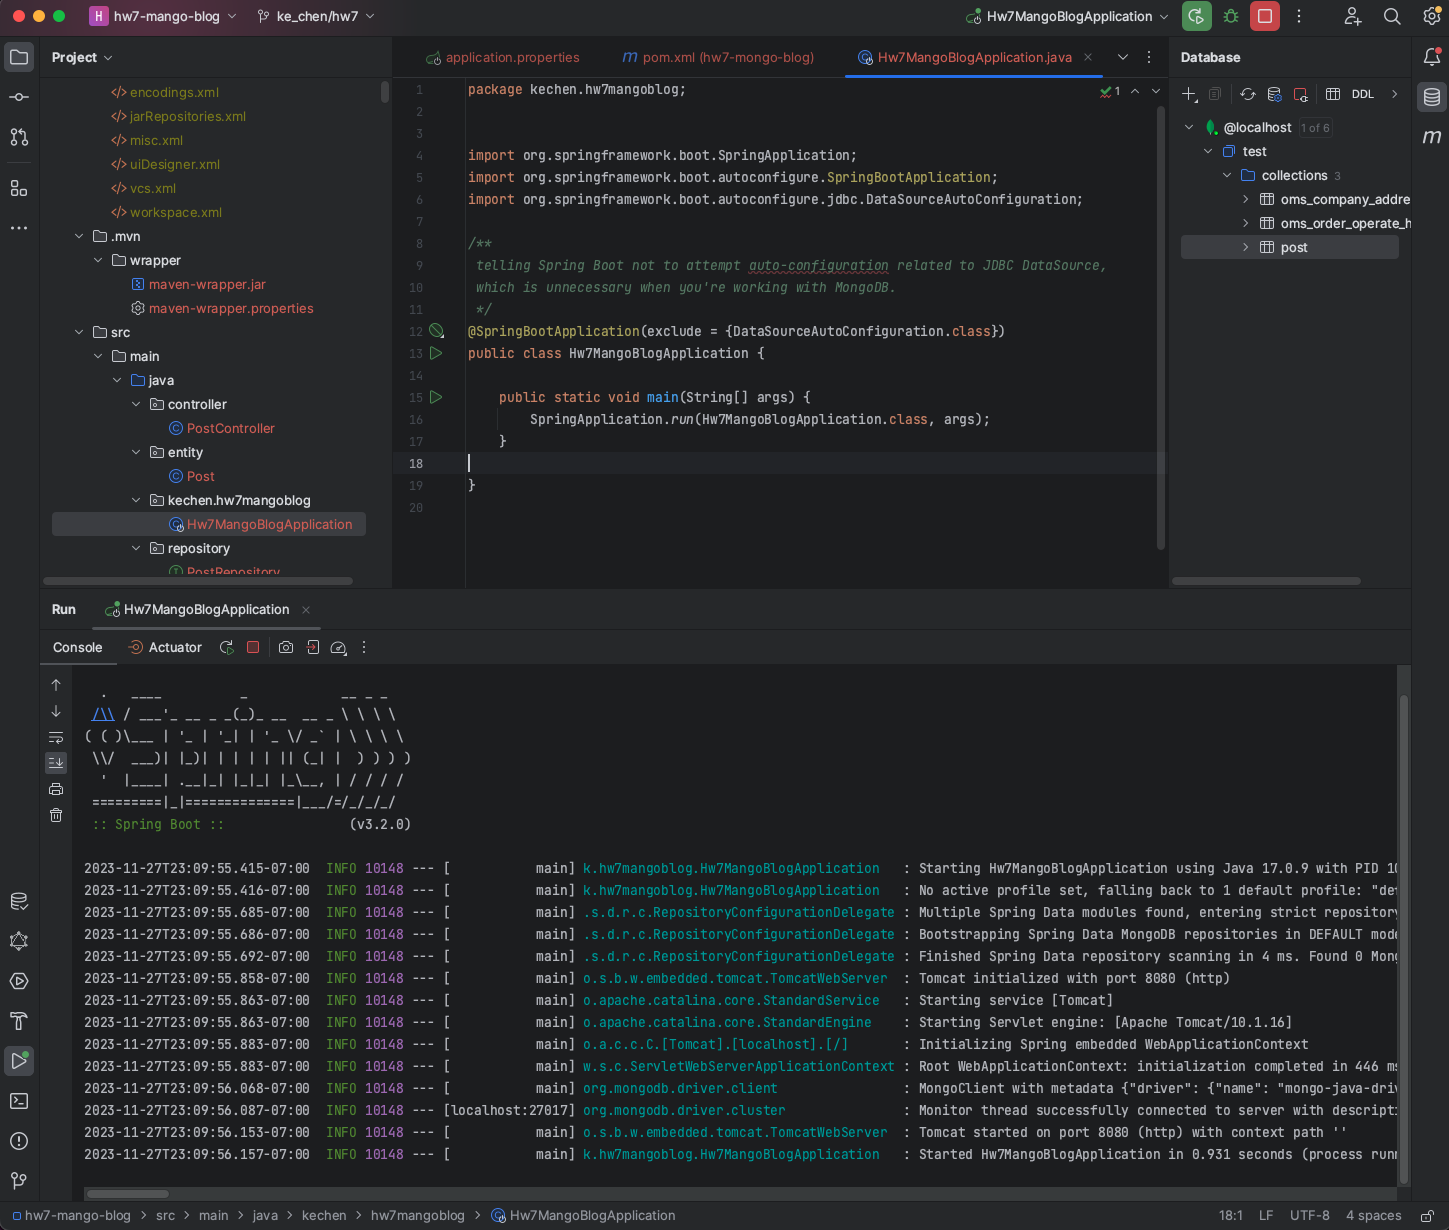 H hw7-mango-blog ke_chen/hw7 Hw7MangoBlogApplication
Project
</> encodings.xml
</> jarRepositories.xml
</> misc.xml
</> uiDesigner.xml
</> vcs.xml
</> workspace.xml
.mvn
wrapper
maven-wrapper.jar
maven-wrapper.properties
src
main
java
controller
PostController
entity
Post
kechen.hw7mangoblog
Hw7MangoBlogApplication
repository
PostRepository
application.properties pom.xml (hw7-mongo-blog) Hw7MangoBlogApplication.java
1 package kechen.hw7mangoblog; 1
2
3
4 import org.springframework.boot.SpringApplication;
5 import org.springframework.boot.autoconfigure.SpringBootApplication;
6 import org.springframework.boot.autoconfigure.jdbc.DataSourceAutoConfiguration;
7
8 /**
9 telling Spring Boot not to attempt auto-configuration related to JDBC DataSource,
10 which is unnecessary when you're working with MongoDB.
11 */
12 @SpringBootApplication(exclude = {DataSourceAutoConfiguration.class})
13 public class Hw7MangoBlogApplication {
14
15 public static void main(String[] args) {
16 SpringApplication.run(Hw7MangoBlogApplication.class, args);
17 }
18
19 }
20
Database
DDL
@localhost 1 of 6
test
collections 3
oms_company_addre
oms_order_operate_h
post
Run Hw7MangoBlogApplication
Console Actuator
  .   ____          _            __ _ _
 /\\ / ___'_ __ _ _(_)_ __  __ _ \ \ \ \
( ( )\___ | '_ | '_| | '_ \/ _` | \ \ \ \
 \\/  ___)| |_)| | | | | || (_| |  ) ) ) )
  '  |____| .__|_| |_|_| |_\__, | / / / /
 =========|_|==============|___/=/_/_/_/
 :: Spring Boot ::                (v3.2.0)
2023-11-27T23:09:55.415-07:00  INFO 10148 --- [           main] k.hw7mangoblog.Hw7MangoBlogApplication   : Starting Hw7MangoBlogApplication using Java 17.0.9 with PID 10
2023-11-27T23:09:55.416-07:00  INFO 10148 --- [           main] k.hw7mangoblog.Hw7MangoBlogApplication   : No active profile set, falling back to 1 default profile: "de
2023-11-27T23:09:55.685-07:00  INFO 10148 --- [           main] .s.d.r.c.RepositoryConfigurationDelegate : Multiple Spring Data modules found, entering strict repository
2023-11-27T23:09:55.686-07:00  INFO 10148 --- [           main] .s.d.r.c.RepositoryConfigurationDelegate : Bootstrapping Spring Data MongoDB repositories in DEFAULT mode
2023-11-27T23:09:55.692-07:00  INFO 10148 --- [           main] .s.d.r.c.RepositoryConfigurationDelegate : Finished Spring Data repository scanning in 4 ms. Found 0 Mong
2023-11-27T23:09:55.858-07:00  INFO 10148 --- [           main] o.s.b.w.embedded.tomcat.TomcatWebServer  : Tomcat initialized with port 8080 (http)
2023-11-27T23:09:55.863-07:00  INFO 10148 --- [           main] o.apache.catalina.core.StandardService   : Starting service [Tomcat]
2023-11-27T23:09:55.863-07:00  INFO 10148 --- [           main] o.apache.catalina.core.StandardEngine    : Starting Servlet engine: [Apache Tomcat/10.1.16]
2023-11-27T23:09:55.883-07:00  INFO 10148 --- [           main] o.a.c.c.C.[Tomcat].[localhost].[/]       : Initializing Spring embedded WebApplicationContext
2023-11-27T23:09:55.883-07:00  INFO 10148 --- [           main] w.s.c.ServletWebServerApplicationContext : Root WebApplicationContext: initialization completed in 446 ms
2023-11-27T23:09:56.068-07:00  INFO 10148 --- [           main] org.mongodb.driver.client                : MongoClient with metadata {"driver": {"name": "mongo-java-driv
2023-11-27T23:09:56.087-07:00  INFO 10148 --- [localhost:27017] org.mongodb.driver.cluster               : Monitor thread successfully connected to server with descripti
2023-11-27T23:09:56.153-07:00  INFO 10148 --- [           main] o.s.b.w.embedded.tomcat.TomcatWebServer  : Tomcat started on port 8080 (http) with context path ''
2023-11-27T23:09:56.157-07:00  INFO 10148 --- [           main] k.hw7mangoblog.Hw7MangoBlogApplication   : Started Hw7MangoBlogApplication in 0.931 seconds (process runn
hw7-mango-blog > src > main > java > kechen > hw7mangoblog > Hw7MangoBlogApplication 18:1 LF UTF-8 4 spaces